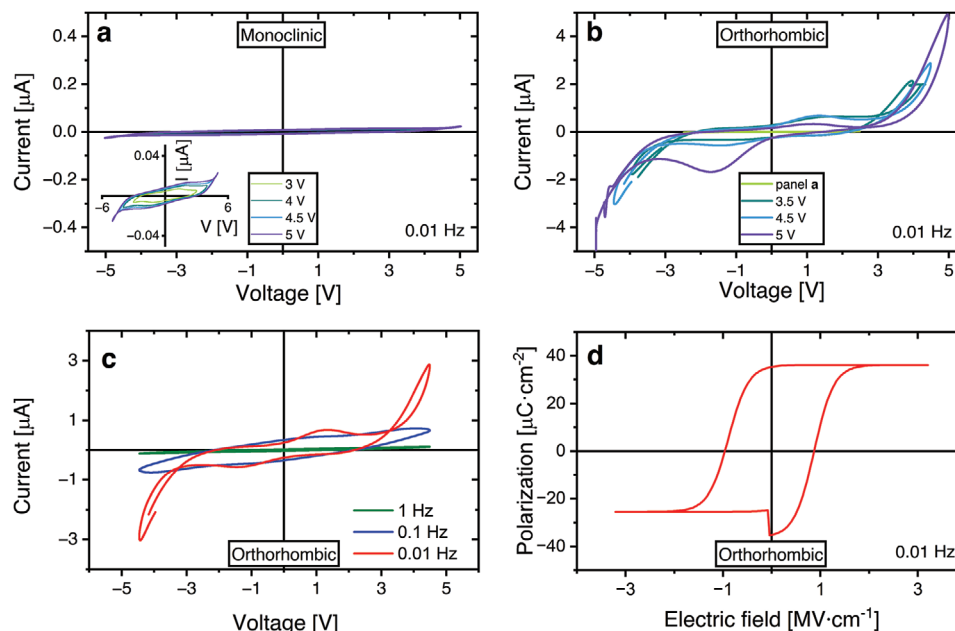 a
Monoclinic
Current [μA]
0.4
0.2
0.0
−0.2
−0.4
0.04
I [μA]
−6
6
V [V]
−0.04
3 V
4 V
4.5 V
5 V
0.01 Hz
−5 −3 −1 1 3 5
Voltage [V]
b
Orthorhombic
Current [μA]
4
2
0
−2
−4
panel a
3.5 V
4.5 V
5 V
0.01 Hz
−5 −3 −1 1 3 5
Voltage [V]
c
Current [μA]
3
1
−1
−3
1 Hz
0.1 Hz
0.01 Hz
Orthorhombic
−5 −3 −1 1 3 5
Voltage [V]
d
Polarization [μC·cm⁻²]
40
20
0
−20
−40
Orthorhombic
0.01 Hz
−3 −1 1 3
Electric field [MV·cm⁻¹]